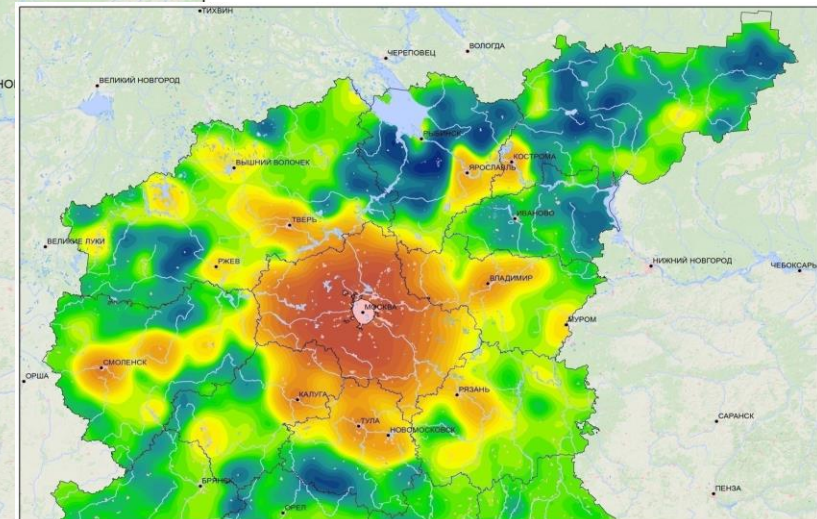 ТИХВИН
ЧЕРЕПОВЕЦ
ВОЛОГДА
ВЕЛИКИЙ НОВГОРОД
НО
РЫБИНСК
ВЫШНИЙ ВОЛОЧЕК
ЯРОСЛАВЛЬ
КОСТРОМА
ТВЕРЬ
ИВАНОВО
ВЕЛИКИЕ ЛУКИ
РЖЕВ
НИЖНИЙ НОВГОРОД
ЧЕБОКСАРЫ
ВЛАДИМИР
МОСКВА
МУРОМ
СМОЛЕНСК
ОРША
КАЛУГА
РЯЗАНЬ
ТУЛА
НОВОМОСКОВСК
САРАНСК
БРЯНСК
ПЕНЗА
ОРЕЛ